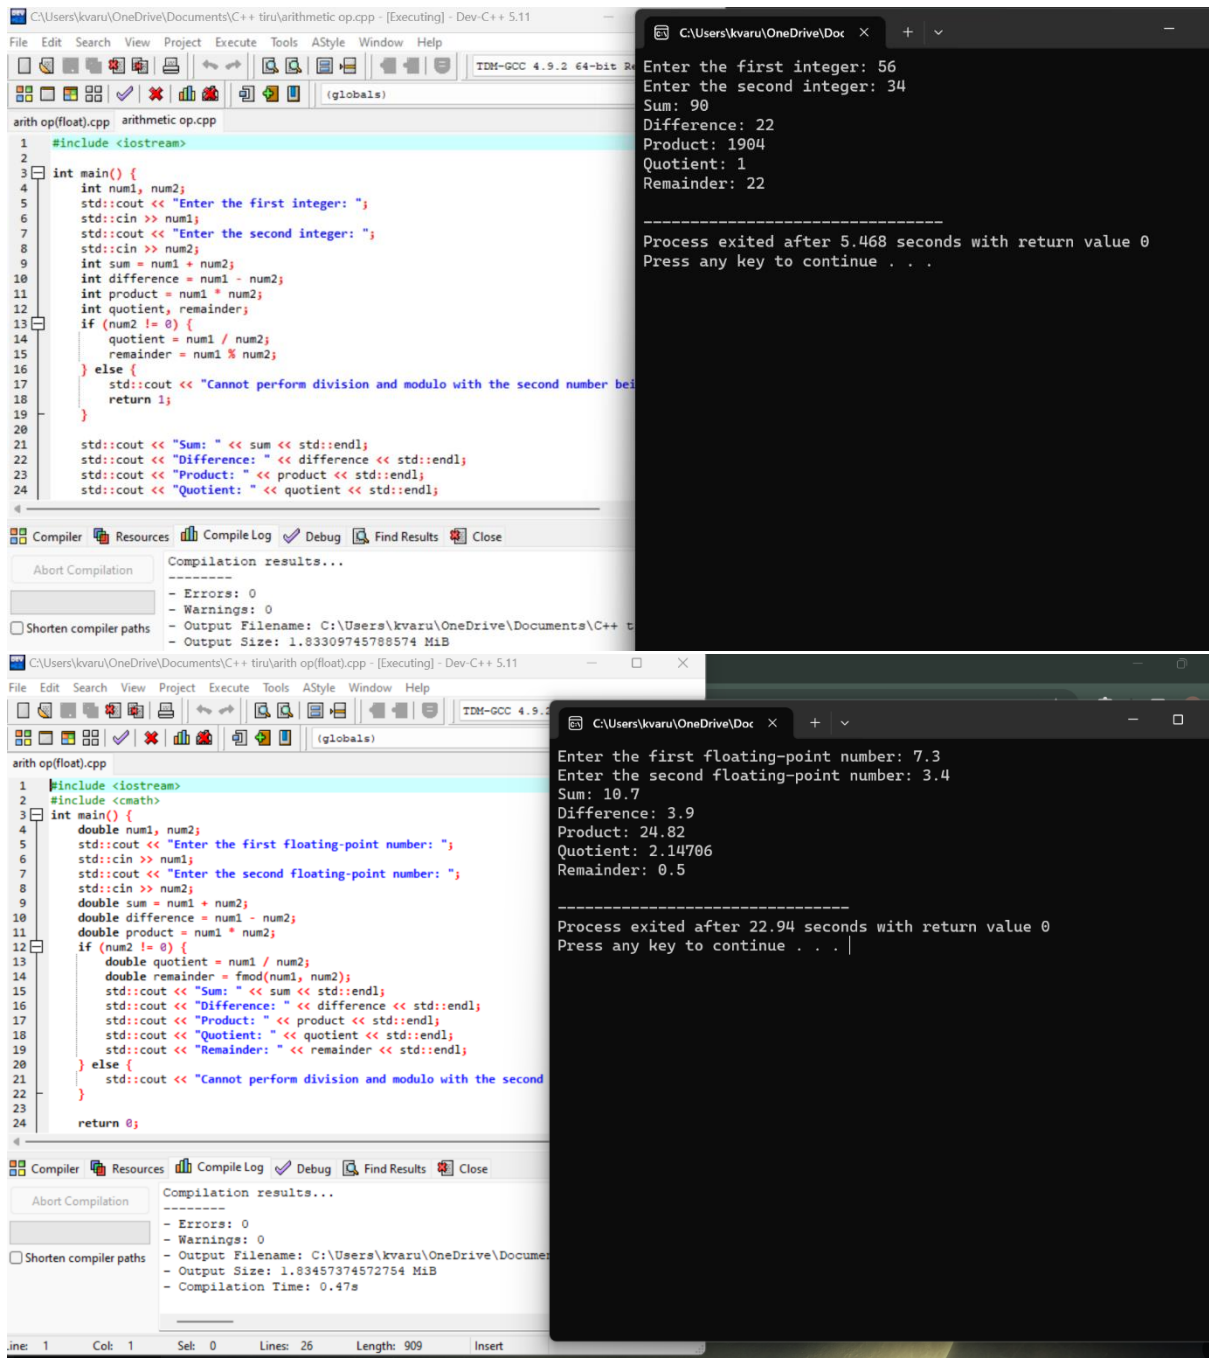 C:\Users\kvaru\OneDrive\Documents\C++ tiru\arithmetic op.cpp - [Executing] - Dev-C++ 5.11
File Edit Search View Project Execute Tools AStyle Window Help
TDM-GCC 4.9.2 64-bit Re
(globals)
arith op(float).cpp arithmetic op.cpp
1 #include <iostream>
2
3 int main() {
4 int num1, num2;
5 std::cout << "Enter the first integer: ";
6 std::cin >> num1;
7 std::cout << "Enter the second integer: ";
8 std::cin >> num2;
9 int sum = num1 + num2;
10 int difference = num1 - num2;
11 int product = num1 * num2;
12 int quotient, remainder;
13 if (num2 != 0) {
14 quotient = num1 / num2;
15 remainder = num1 % num2;
16 } else {
17 std::cout << "Cannot perform division and modulo with the second number bei
18 return 1;
19 }
20
21 std::cout << "Sum: " << sum << std::endl;
22 std::cout << "Difference: " << difference << std::endl;
23 std::cout << "Product: " << product << std::endl;
24 std::cout << "Quotient: " << quotient << std::endl;
Compiler Resources Compile Log Debug Find Results Close
Abort Compilation
Shorten compiler paths
Compilation results...
--------
- Errors: 0
- Warnings: 0
- Output Filename: C:\Users\kvaru\OneDrive\Documents\C++ t
- Output Size: 1.83309745788574 MiB
C:\Users\kvaru\OneDrive\Doc
Enter the first integer: 56
Enter the second integer: 34
Sum: 90
Difference: 22
Product: 1904
Quotient: 1
Remainder: 22
--------------------------------
Process exited after 5.468 seconds with return value 0
Press any key to continue . . .
C:\Users\kvaru\OneDrive\Documents\C++ tiru\arith op(float).cpp - [Executing] - Dev-C++ 5.11
File Edit Search View Project Execute Tools AStyle Window Help
TDM-GCC 4.9.2
(globals)
arith op(float).cpp
1 #include <iostream>
2 #include <cmath>
3 int main() {
4 double num1, num2;
5 std::cout << "Enter the first floating-point number: ";
6 std::cin >> num1;
7 std::cout << "Enter the second floating-point number: ";
8 std::cin >> num2;
9 double sum = num1 + num2;
10 double difference = num1 - num2;
11 double product = num1 * num2;
12 if (num2 != 0) {
13 double quotient = num1 / num2;
14 double remainder = fmod(num1, num2);
15 std::cout << "Sum: " << sum << std::endl;
16 std::cout << "Difference: " << difference << std::endl;
17 std::cout << "Product: " << product << std::endl;
18 std::cout << "Quotient: " << quotient << std::endl;
19 std::cout << "Remainder: " << remainder << std::endl;
20 } else {
21 std::cout << "Cannot perform division and modulo with the second
22 }
23
24 return 0;
Compiler Resources Compile Log Debug Find Results Close
Abort Compilation
Shorten compiler paths
Compilation results...
--------
- Errors: 0
- Warnings: 0
- Output Filename: C:\Users\kvaru\OneDrive\Docume
- Output Size: 1.83457374572754 MiB
- Compilation Time: 0.47s
Line: 1 Col: 1 Sel: 0 Lines: 26 Length: 909 Insert
C:\Users\kvaru\OneDrive\Doc
Enter the first floating-point number: 7.3
Enter the second floating-point number: 3.4
Sum: 10.7
Difference: 3.9
Product: 24.82
Quotient: 2.14706
Remainder: 0.5
--------------------------------
Process exited after 22.94 seconds with return value 0
Press any key to continue . . .